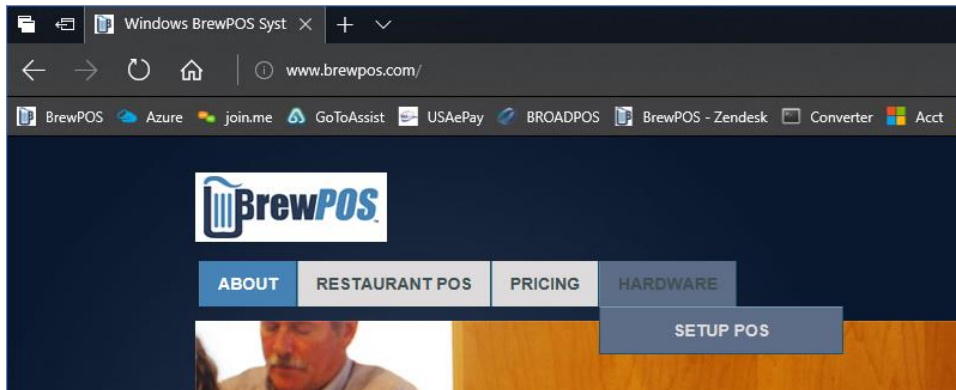 Windows BrewPOS Syst
www.brewpos.com/
BrewPOS Azure join.me GoToAssist USAePay BROADPOS BrewPOS - Zendesk Converter Acct
BrewPOS
ABOUT RESTAURANT POS PRICING HARDWARE
SETUP POS